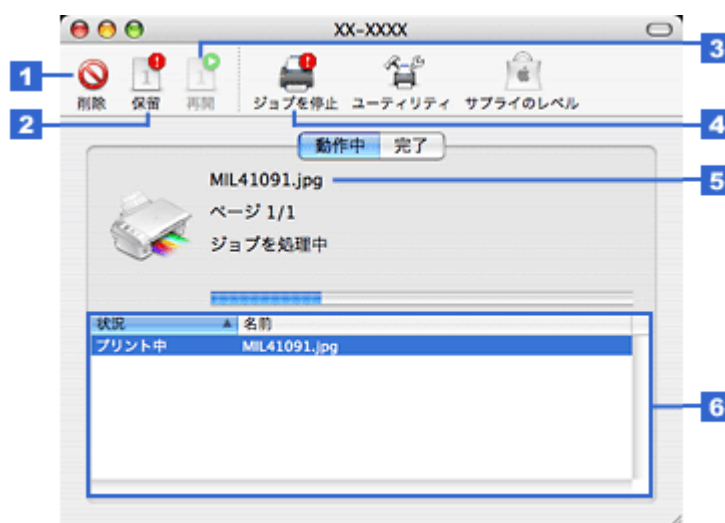 XX-XXXX
1
2
3
4
5
6
削除 保留 再開 ジョブを停止 ユーティリティ サプライのレベル
動作中 完了
MIL41091.jpg
ページ 1/1
ジョブを処理中
状況 名前
プリント中 MIL41091.jpg